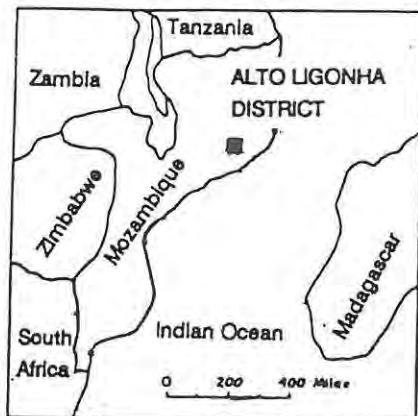 Tanzania
Zambia
ALTO LIGONHA
DISTRICT
Zimbabwe
Mozambique
Madagascar
South
Africa
Indian Ocean
0 200 400 Miles